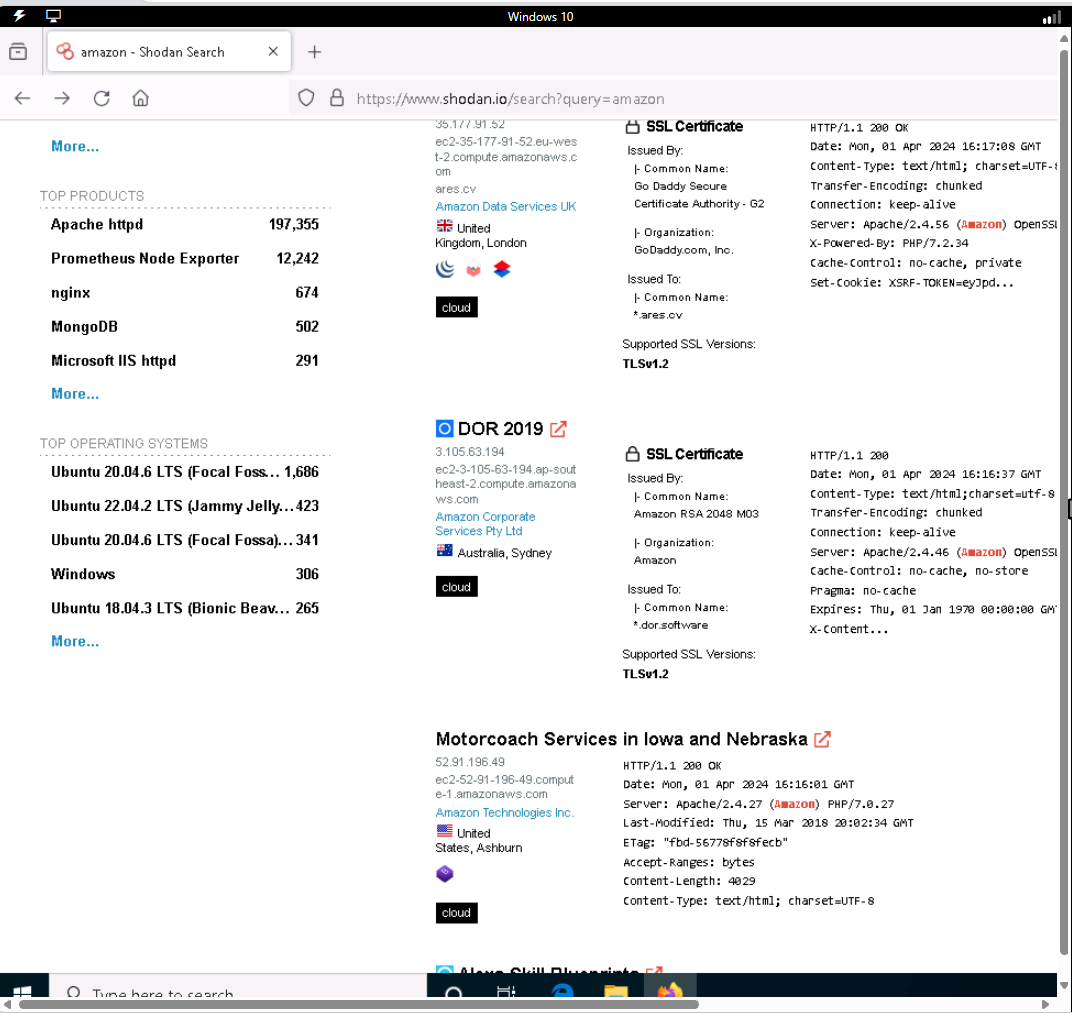 Windows 10
amazon - Shodan Search
https://www.shodan.io/search?query=amazon
More...
TOP PRODUCTS
Apache httpd 197,355
Prometheus Node Exporter 12,242
nginx 674
MongoDB 502
Microsoft IIS httpd 291
More...
TOP OPERATING SYSTEMS
Ubuntu 20.04.6 LTS (Focal Foss... 1,686
Ubuntu 22.04.2 LTS (Jammy Jelly... 423
Ubuntu 20.04.6 LTS (Focal Fossa)... 341
Windows 306
Ubuntu 18.04.3 LTS (Bionic Beav... 265
More...
35.177.91.52
ec2-35-177-91-52.eu-wes
t-2.compute.amazonaws.c
om
ares.cv
Amazon Data Services UK
United
Kingdom, London
cloud
SSL Certificate
Issued By:
|- Common Name:
Go Daddy Secure
Certificate Authority - G2
|- Organization:
GoDaddy.com, Inc.
Issued To:
|- Common Name:
*.ares.cv
Supported SSL Versions:
TLSv1.2
HTTP/1.1 200 OK
Date: Mon, 01 Apr 2024 16:17:08 GMT
Content-Type: text/html; charset=UTF-8
Transfer-Encoding: chunked
Connection: keep-alive
Server: Apache/2.4.56 (Amazon) OpenSSL
X-Powered-By: PHP/7.2.34
Cache-Control: no-cache, private
Set-Cookie: XSRF-TOKEN=eyJpd...
DOR 2019
3.105.63.194
ec2-3-105-63-194.ap-sout
heast-2.compute.amazona
ws.com
Amazon Corporate
Services Pty Ltd
Australia, Sydney
cloud
SSL Certificate
Issued By:
|- Common Name:
Amazon RSA 2048 M03
|- Organization:
Amazon
Issued To:
|- Common Name:
*.dor.software
Supported SSL Versions:
TLSv1.2
HTTP/1.1 200
Date: Mon, 01 Apr 2024 16:16:37 GMT
Content-Type: text/html;charset=utf-8
Transfer-Encoding: chunked
Connection: keep-alive
Server: Apache/2.4.46 (Amazon) OpenSSL
Cache-Control: no-cache, no-store
Pragma: no-cache
Expires: Thu, 01 Jan 1970 00:00:00 GM
X-Content...
Motorcoach Services in Iowa and Nebraska
52.91.196.49
ec2-52-91-196-49.comput
e-1.amazonaws.com
Amazon Technologies Inc.
United
States, Ashburn
cloud
HTTP/1.1 200 OK
Date: Mon, 01 Apr 2024 16:16:01 GMT
Server: Apache/2.4.27 (Amazon) PHP/7.0.27
Last-Modified: Thu, 15 Mar 2018 20:02:34 GMT
ETag: "fbd-56778f8f8fecb"
Accept-Ranges: bytes
Content-Length: 4029
Content-Type: text/html; charset=UTF-8
Alexa Skill Blueprints
Type here to search